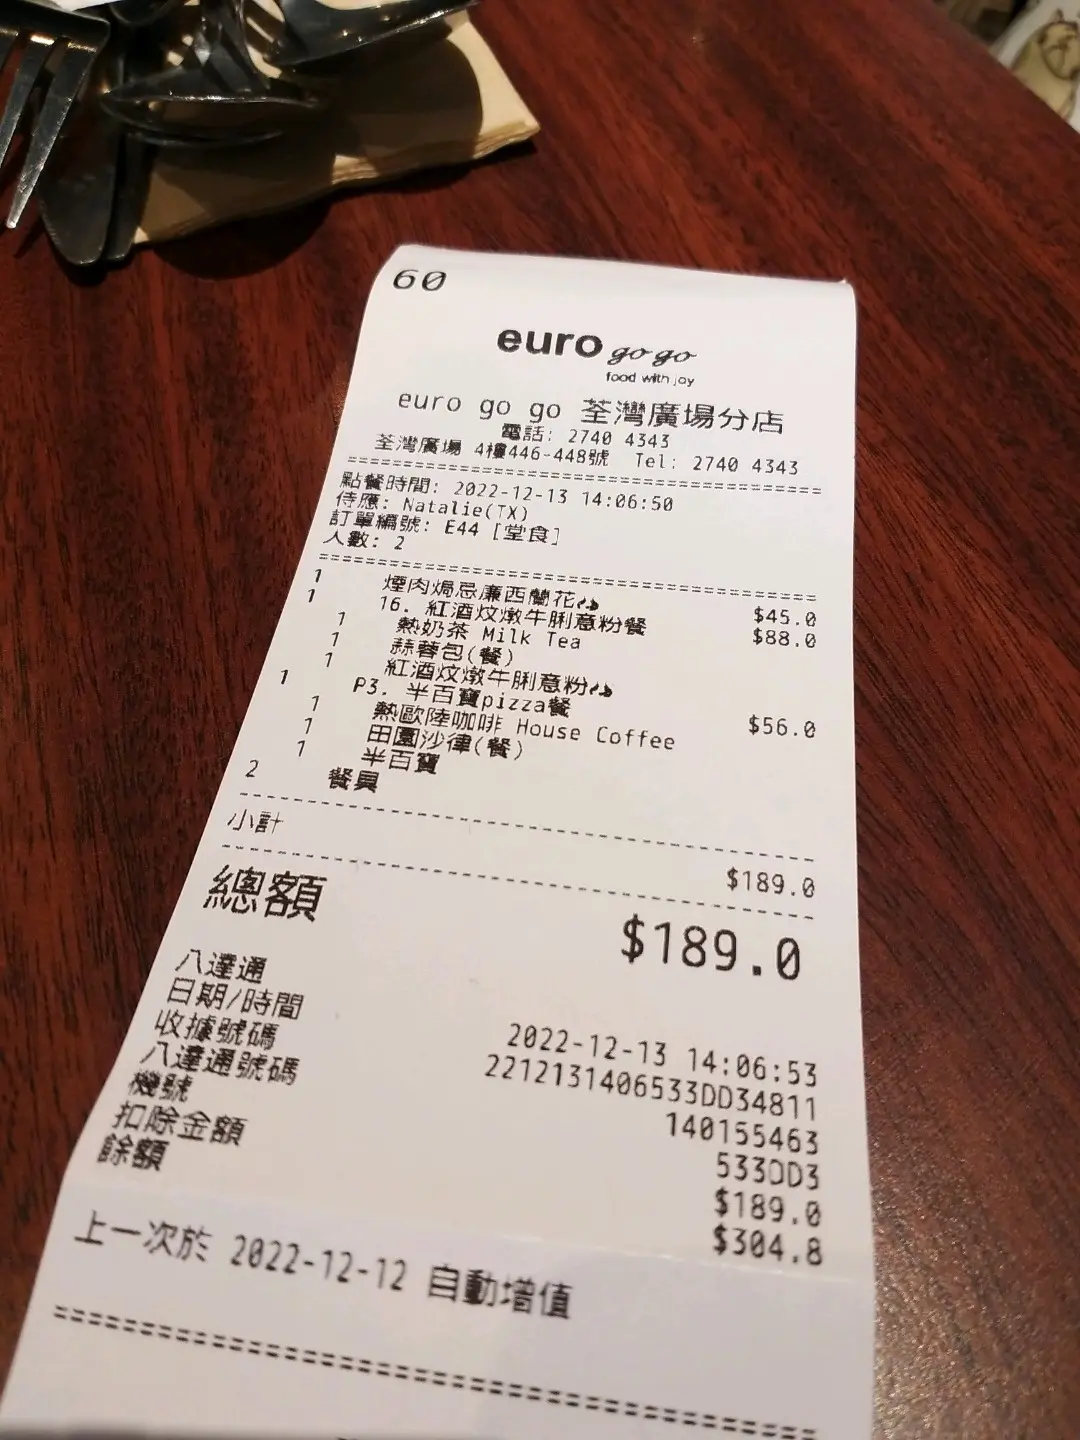 60
euro go go
food with joy
euro go go 荃灣廣場分店
電話: 2740 4343
荃灣廣場 4樓446-448號 Tel: 2740 4343
點餐時間: 2022-12-13 14:06:50
侍應: Natalie(TX)
訂單編號: E44 [堂食]
人數: 2
1 煙肉焗忌廉西蘭花 $45.0
1 16. 紅酒炆燉牛脷意粉餐 $88.0
1 熱奶茶 Milk Tea
1 蒜蓉包(餐)
1 紅酒炆燉牛脷意粉
1 P3. 半百寶pizza餐 $56.0
1 熱歐陸咖啡 House Coffee
1 田園沙律(餐)
1 半百寶
2 餐具
小計 $189.0
總額 $189.0
八達通
日期/時間 2022-12-13 14:06:53
收據號碼 2212131406533DD34811
八達通號碼 140155463
機號 533DD3
扣除金額 $189.0
餘額 $304.8
上一次於 2022-12-12 自動增值